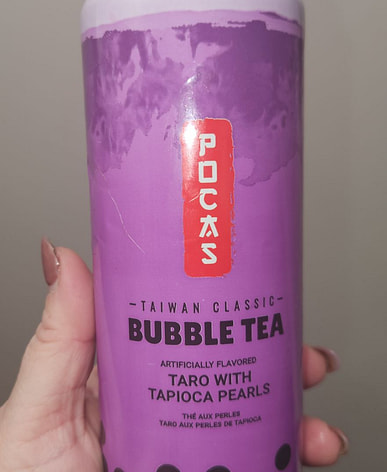 POCAS
-TAIWAN CLASSIC-
BUBBLE TEA
ARTIFICIALLY FLAVORED
TARO WITH
TAPIOCA PEARLS
THÉ AUX PERLES
TARO AUX PERLES DE TAPIOCA